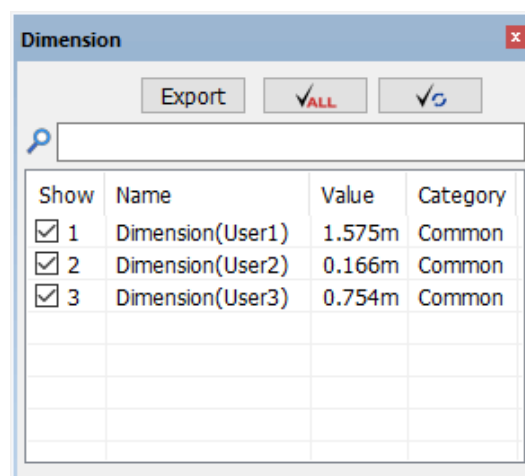 Dimension
Export ALL
Show Name Value Category
1 Dimension(User1) 1.575m Common
2 Dimension(User2) 0.166m Common
3 Dimension(User3) 0.754m Common